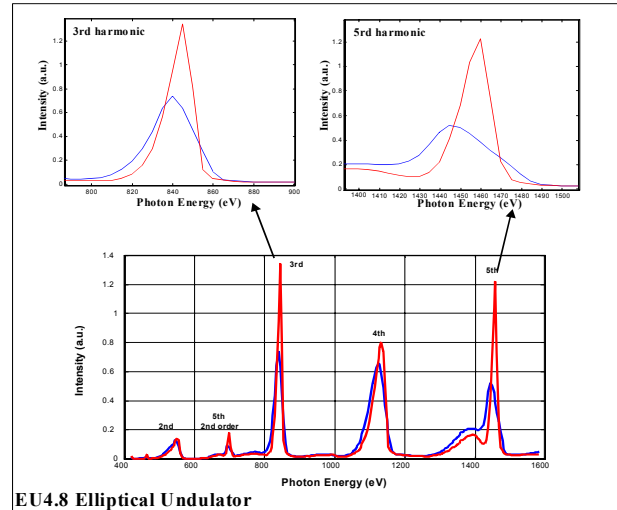 3rd harmonic
Intensity (a.u.)
1.2
0.8
0.6
0.4
0.2
0
800 820 840 860 880 900
Photon Energy (eV)
5rd harmonic
Intensity (a.u.)
1.2
1
0.8
0.6
0.4
0.2
0
1400 1410 1420 1430 1440 1450 1460 1470 1480 1490 1500
Photon Energy (eV)
Intensity (a.u.)
1.4
1.2
1
0.8
0.6
0.4
0.2
0
3rd
5th
4th
2nd
5th
2nd order
400 600 800 1000 1200 1400 1600
Photon Energy (eV)
EU4.8 Elliptical Undulator